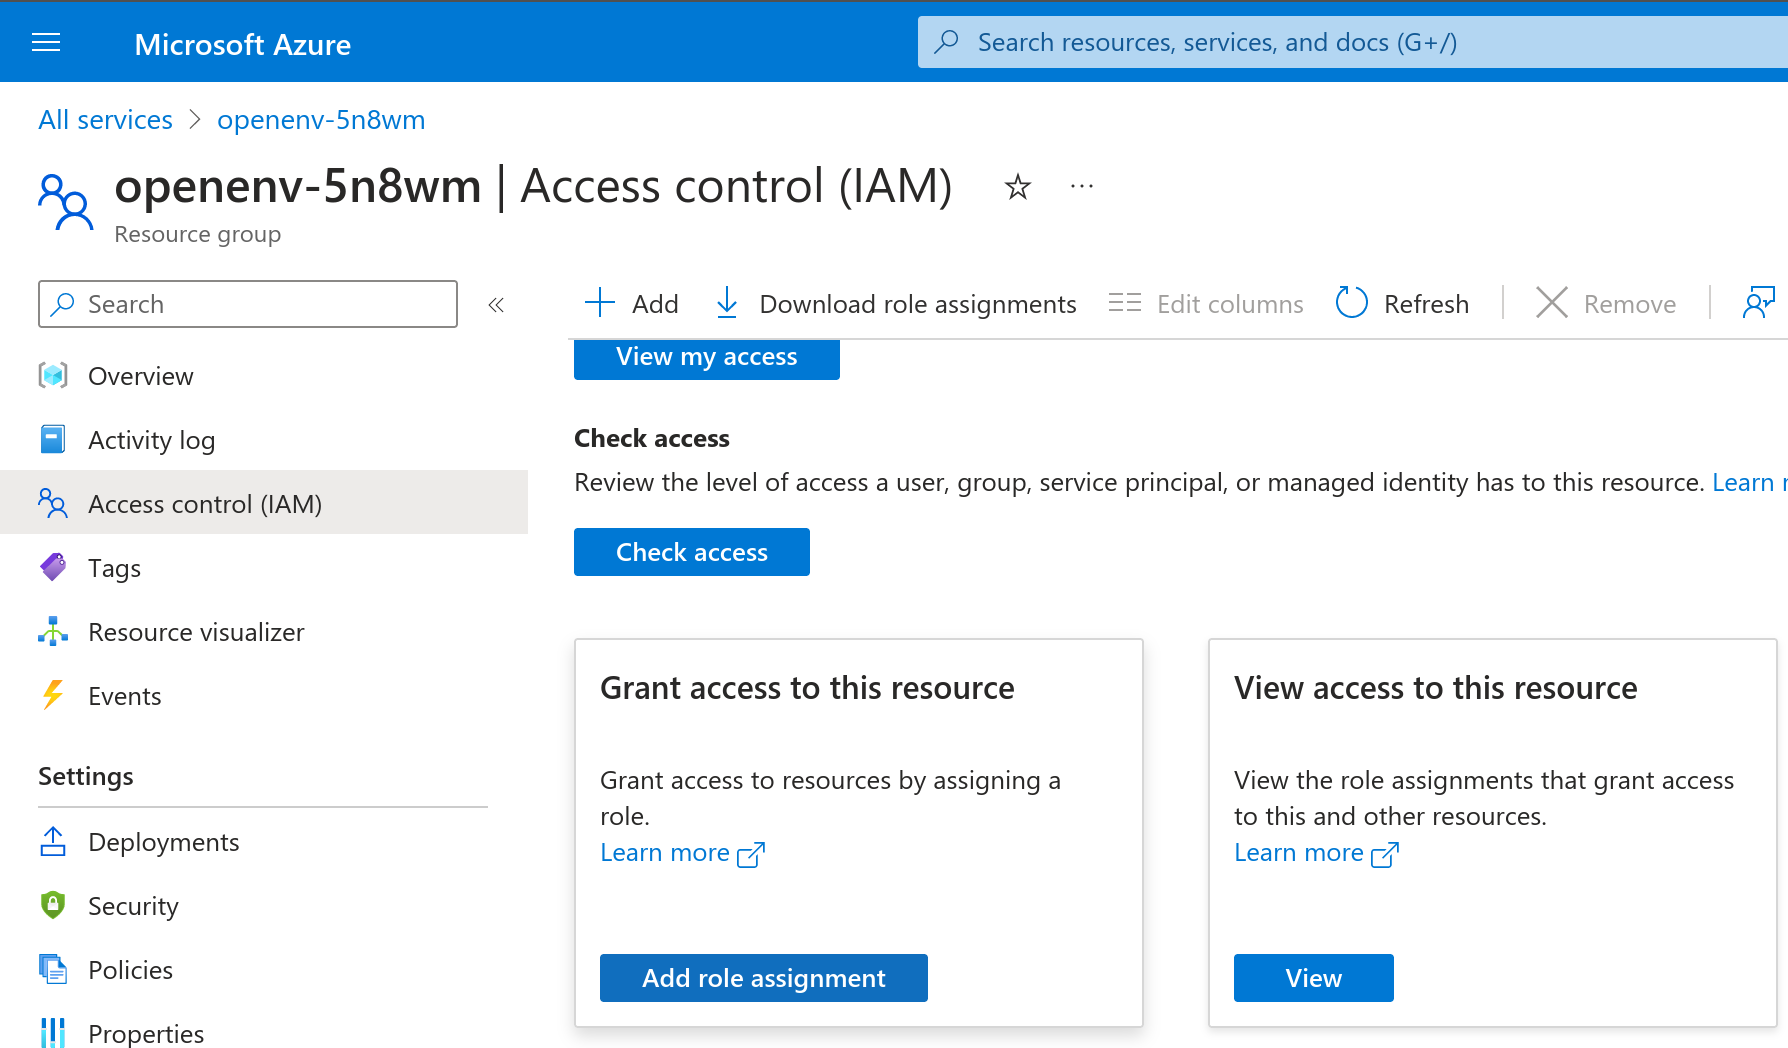 Microsoft Azure
Search resources, services, and docs (G+/)
All services > openenv-5n8wm
openenv-5n8wm | Access control (IAM)
Resource group
Search
Add
Download role assignments
Edit columns
Refresh
Remove
Overview
Activity log
Access control (IAM)
Tags
Resource visualizer
Events
Settings
Deployments
Security
Policies
Properties
View my access
Check access
Review the level of access a user, group, service principal, or managed identity has to this resource. Learn
Check access
Grant access to this resource
Grant access to resources by assigning a
role.
Learn more
Add role assignment
View access to this resource
View the role assignments that grant access
to this and other resources.
Learn more
View